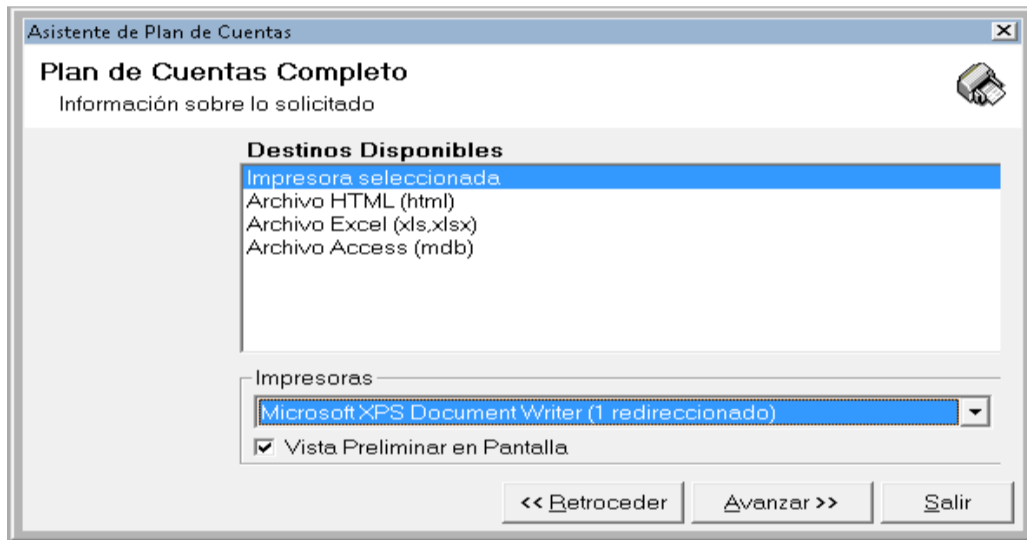 Asistente de Plan de Cuentas
Plan de Cuentas Completo
Información sobre lo solicitado
Destinos Disponibles
Impresora seleccionada
Archivo HTML (html)
Archivo Excel (xls,xlsx)
Archivo Access (mdb)
Impresoras
Microsoft XPS Document Writer (1 redireccionado)
Vista Preliminar en Pantalla
<< Retroceder Avanzar >> Salir